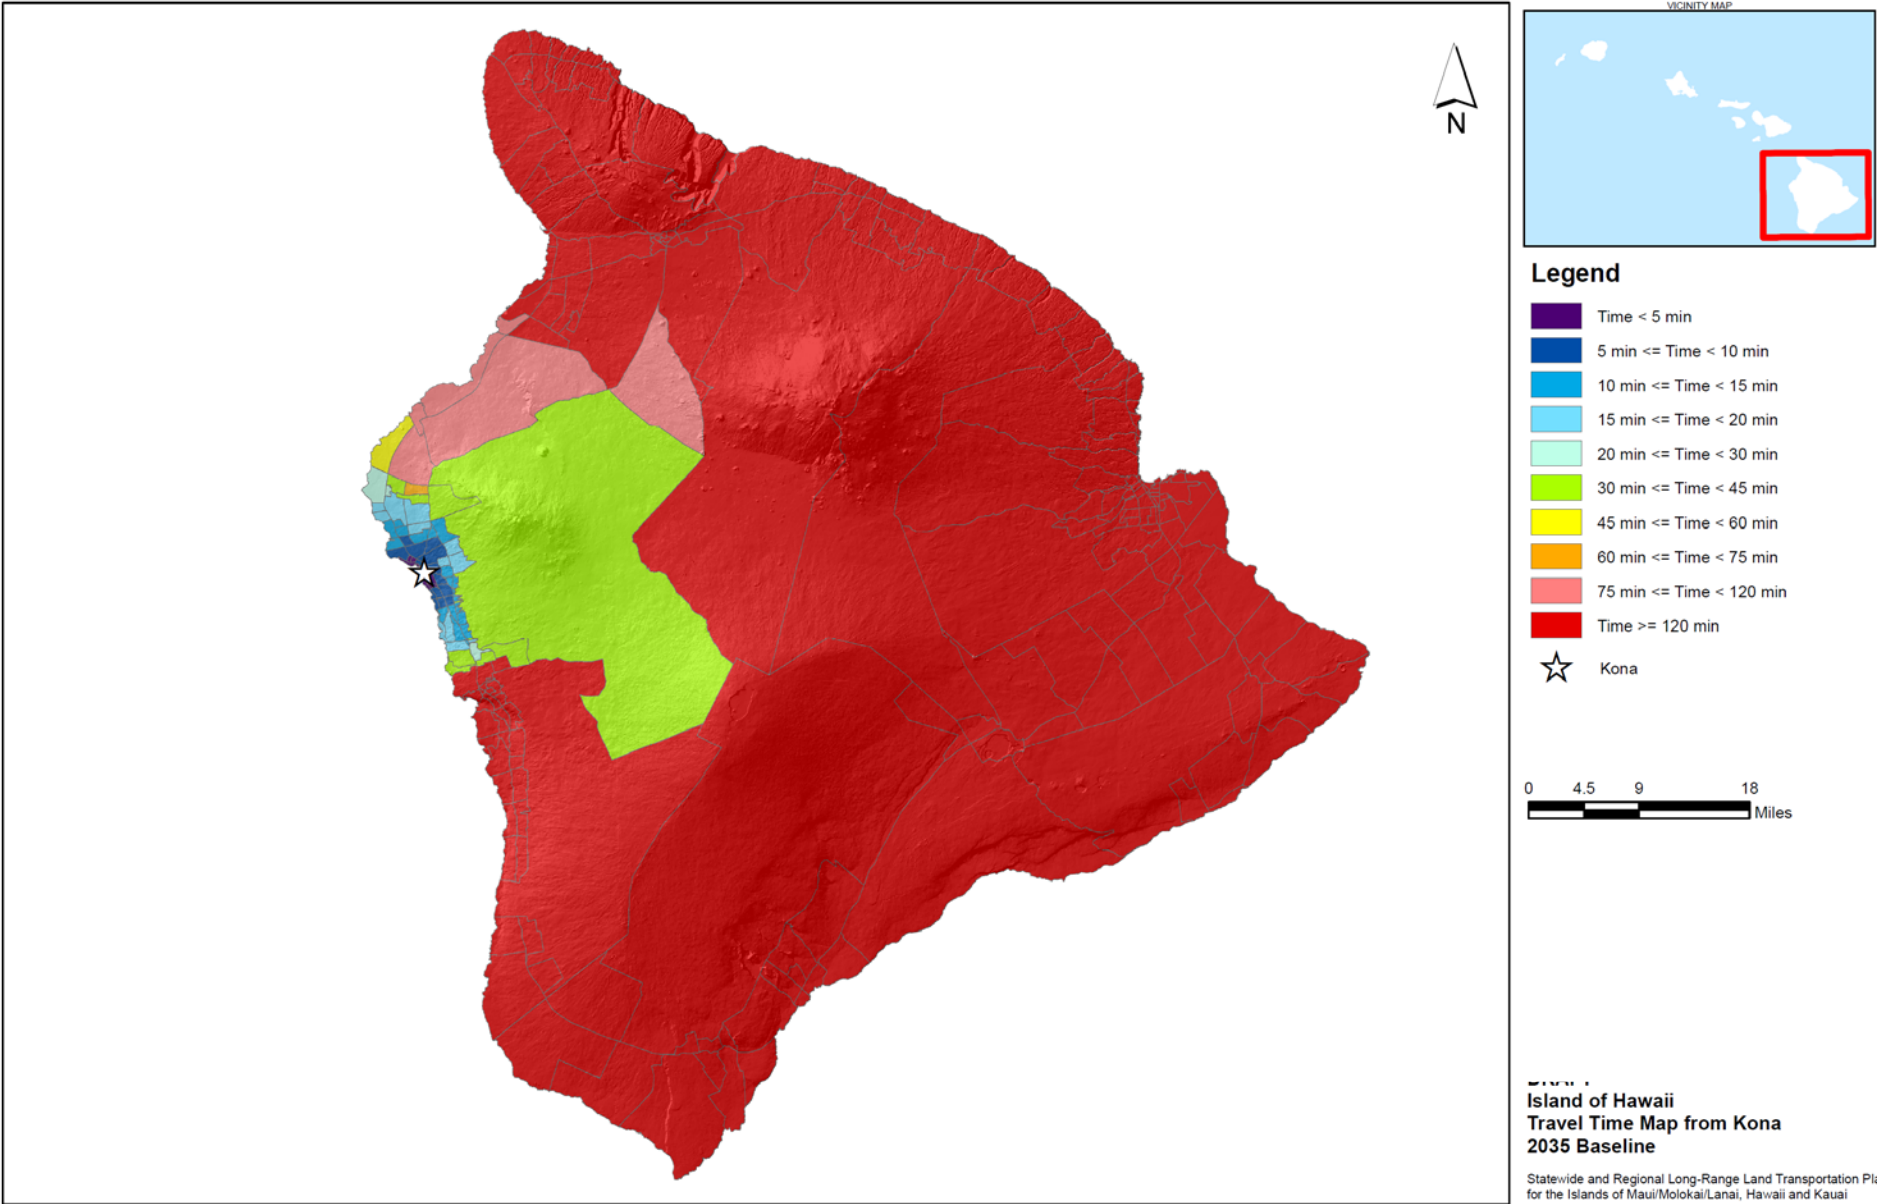 VICINITY MAP
N
Legend
Time < 5 min
5 min <= Time < 10 min
10 min <= Time < 15 min
15 min <= Time < 20 min
20 min <= Time < 30 min
30 min <= Time < 45 min
45 min <= Time < 60 min
60 min <= Time < 75 min
75 min <= Time < 120 min
Time >= 120 min
Kona
0 4.5 9 18
Miles
Island of Hawaii
Travel Time Map from Kona
2035 Baseline
Statewide and Regional Long-Range Land Transportation Pla
for the Islands of Maui/Molokai/Lanai, Hawaii and Kauai